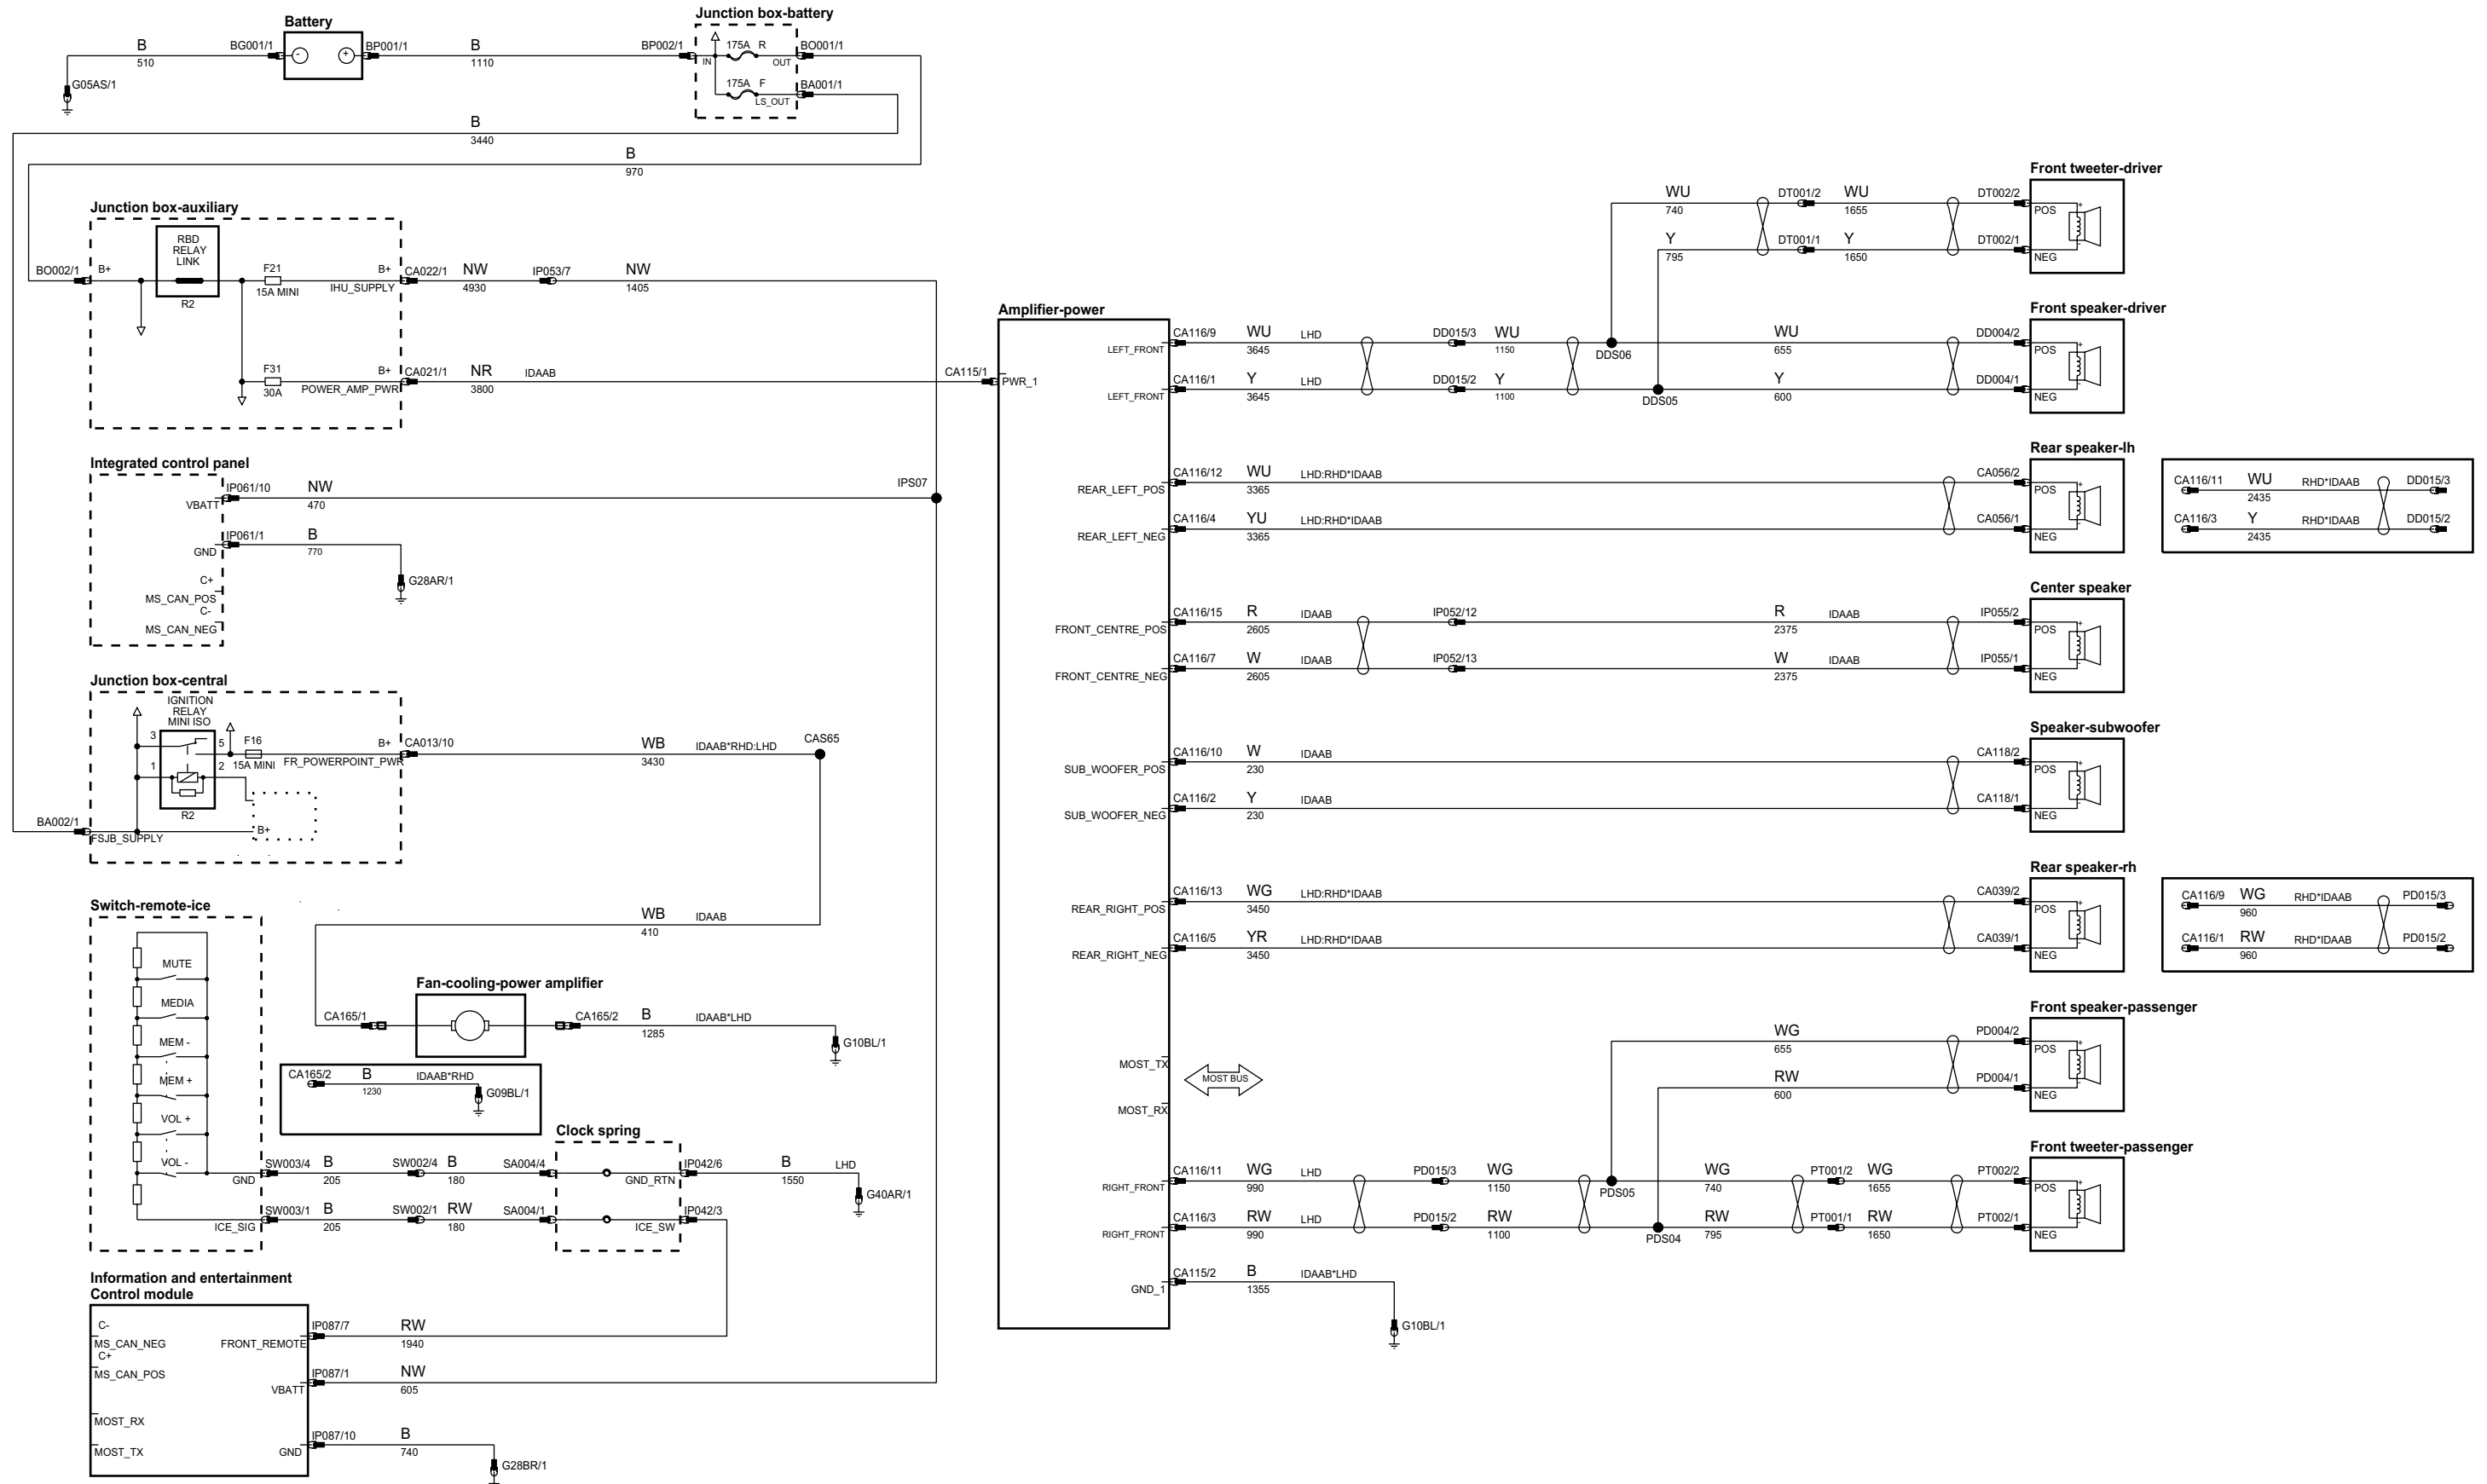 Battery
Junction box-battery
B
510
BG001/1
-
+
BP001/1
B
1110
BP002/1
IN
175A R
OUT
BO001/1
175A F
LS_OUT
BA001/1
G05AS/1
B
3440
B
970
Junction box-auxiliary
RBD
RELAY
LINK
R2
BO002/1
B+
F21
15A MINI
B+
IHU_SUPPLY
CA022/1
NW
4930
IP053/7
NW
1405
F31
30A
B+
POWER_AMP_PWR
CA021/1
NR
3800
IDAAB
CA115/1
Integrated control panel
VBATT
IP061/10
NW
470
IPS07
GND
IP061/1
B
770
G28AR/1
C+
MS_CAN_POS
C-
MS_CAN_NEG
Junction box-central
IGNITION
RELAY
MINI ISO
3
5
1
2
R2
F16
15A MINI
B+
FR_POWERPOINT_PWR
CA013/10
WB
3430
IDAAB*RHD:LHD
CAS65
BA002/1
FSJB_SUPPLY
B+
WB
410
IDAAB
Switch-remote-ice
MUTE
MEDIA
MEM -
MEM +
VOL +
VOL -
GND
SW003/4
B
205
SW002/4
B
180
SA004/4
ICE_SIG
SW003/1
B
205
SW002/1
RW
180
SA004/1
Fan-cooling-power amplifier
CA165/1
CA165/2
B
1285
IDAAB*LHD
G10BL/1
CA165/2
B
1230
IDAAB*RHD
G09BL/1
Clock spring
GND_RTN
IP042/6
B
1550
LHD
G40AR/1
ICE_SW
IP042/3
Information and entertainment
Control module
C-
MS_CAN_NEG
C+
MS_CAN_POS
MOST_RX
MOST_TX
FRONT_REMOTE
IP087/7
RW
1940
VBATT
IP087/1
NW
605
GND
IP087/10
B
740
G28BR/1
Amplifier-power
PWR_1
LEFT_FRONT
CA116/9
WU
3645
LHD
DD015/3
WU
1150
DDS06
WU
655
DD004/2
LEFT_FRONT
CA116/1
Y
3645
LHD
DD015/2
Y
1100
DDS05
Y
600
DD004/1
WU
740
DT001/2
WU
1655
DT002/2
Y
795
DT001/1
Y
1650
DT002/1
Front tweeter-driver
POS
+
-
NEG
Front speaker-driver
POS
+
-
NEG
REAR_LEFT_POS
CA116/12
WU
3365
LHD:RHD*IDAAB
CA056/2
REAR_LEFT_NEG
CA116/4
YU
3365
LHD:RHD*IDAAB
CA056/1
Rear speaker-lh
POS
+
-
NEG
CA116/11
WU
2435
RHD*IDAAB
DD015/3
CA116/3
Y
2435
RHD*IDAAB
DD015/2
FRONT_CENTRE_POS
CA116/15
R
2605
IDAAB
IP052/12
R
2375
IDAAB
IP055/2
FRONT_CENTRE_NEG
CA116/7
W
2605
IDAAB
IP052/13
W
2375
IDAAB
IP055/1
Center speaker
POS
+
-
NEG
SUB_WOOFER_POS
CA116/10
W
230
IDAAB
CA118/2
SUB_WOOFER_NEG
CA116/2
Y
230
IDAAB
CA118/1
Speaker-subwoofer
POS
+
-
NEG
REAR_RIGHT_POS
CA116/13
WG
3450
LHD:RHD*IDAAB
CA039/2
REAR_RIGHT_NEG
CA116/5
YR
3450
LHD:RHD*IDAAB
CA039/1
Rear speaker-rh
POS
+
-
NEG
CA116/9
WG
960
RHD*IDAAB
PD015/3
CA116/1
RW
960
RHD*IDAAB
PD015/2
MOST_TX
MOST BUS
MOST_RX
WG
655
PD004/2
RW
600
PD004/1
Front speaker-passenger
POS
+
-
NEG
RIGHT_FRONT
CA116/11
WG
990
LHD
PD015/3
WG
1150
PDS05
WG
740
PT001/2
WG
1655
PT002/2
RIGHT_FRONT
CA116/3
RW
990
LHD
PD015/2
RW
1100
PDS04
RW
795
PT001/1
RW
1650
PT002/1
Front tweeter-passenger
POS
+
-
NEG
GND_1
CA115/2
B
1355
IDAAB*LHD
G10BL/1